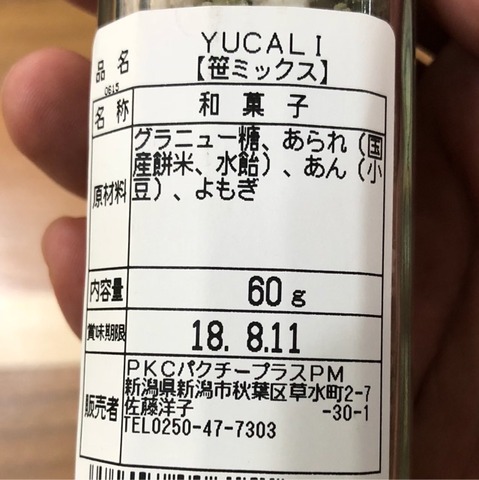 品名 YUCALI
【笹ミックス】
0615
名称 和菓子
原材料 グラニュー糖、あられ（国
産餅米、水飴）、あん（小
豆）、よもぎ
内容量 60g
賞味期限 18. 8.11
販売者 PKCパクチープラスPM
新潟県新潟市秋葉区草水町2-7
佐藤洋子 -30-1
TEL0250-47-7303